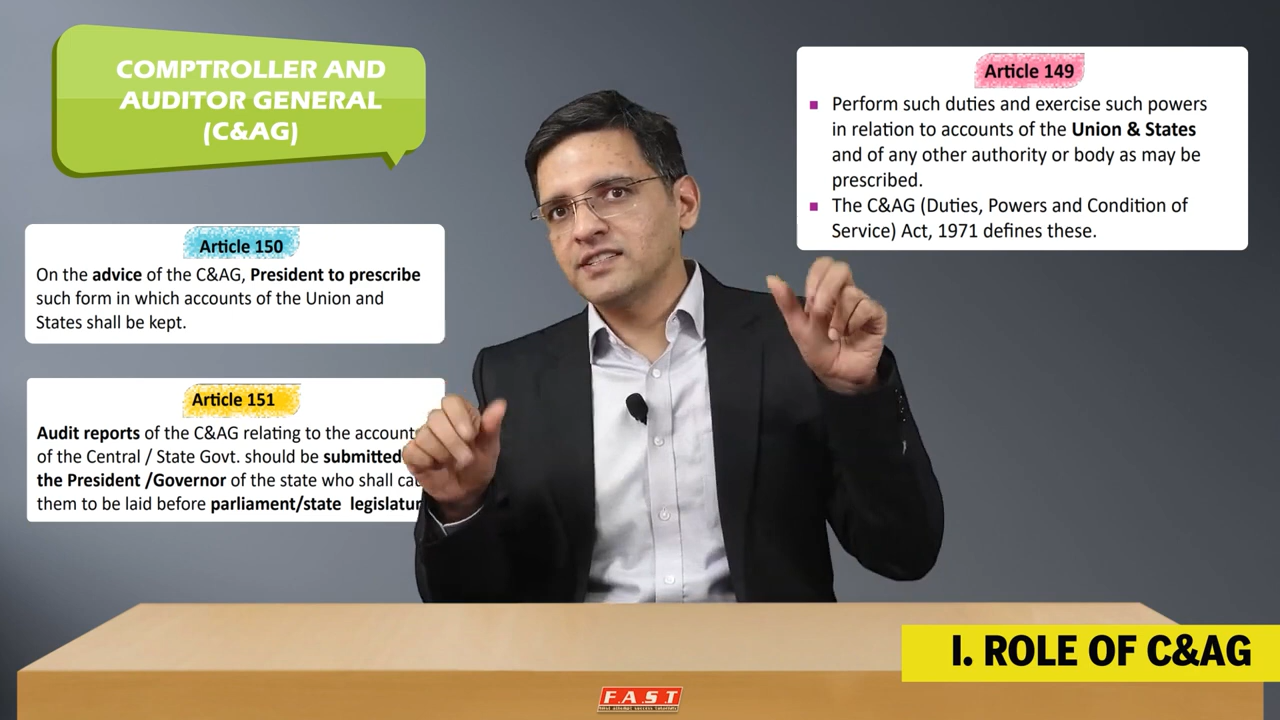 COMPTROLLER AND
AUDITOR GENERAL
(C&AG)
Article 149
Perform such duties and exercise such powers
in relation to accounts of the Union & States
and of any other authority or body as may be
prescribed.
The C&AG (Duties, Powers and Condition of
Service) Act, 1971 defines these.
Article 150
On the advice of the C&AG, President to prescribe
such form in which accounts of the Union and
States shall be kept.
Article 151
Audit reports of the C&AG relating to the account
of the Central / State Govt. should be submitted
the President /Governor of the state who shall
them to be laid before parliament/state
I. ROLE OF C&AG
F.A.S.T